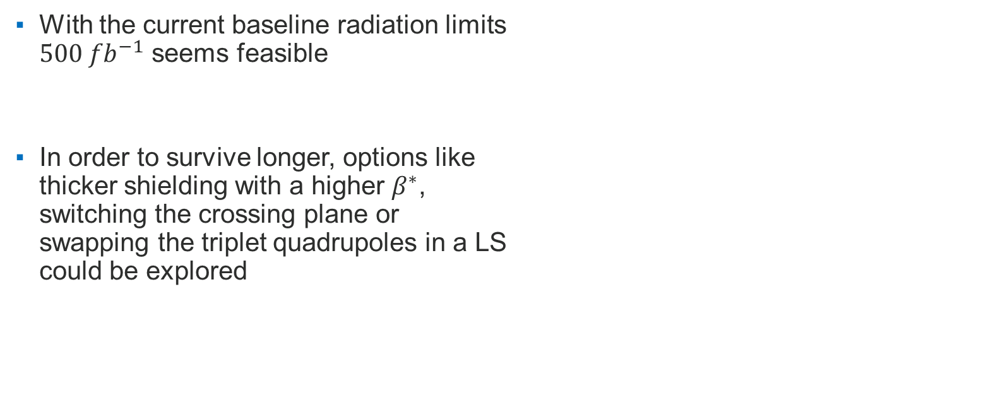 ▪ With the current baseline radiation limits
500 fb⁻¹ seems feasible
▪ In order to survive longer, options like
thicker shielding with a higher β*,
switching the crossing plane or
swapping the triplet quadrupoles in a LS
could be explored